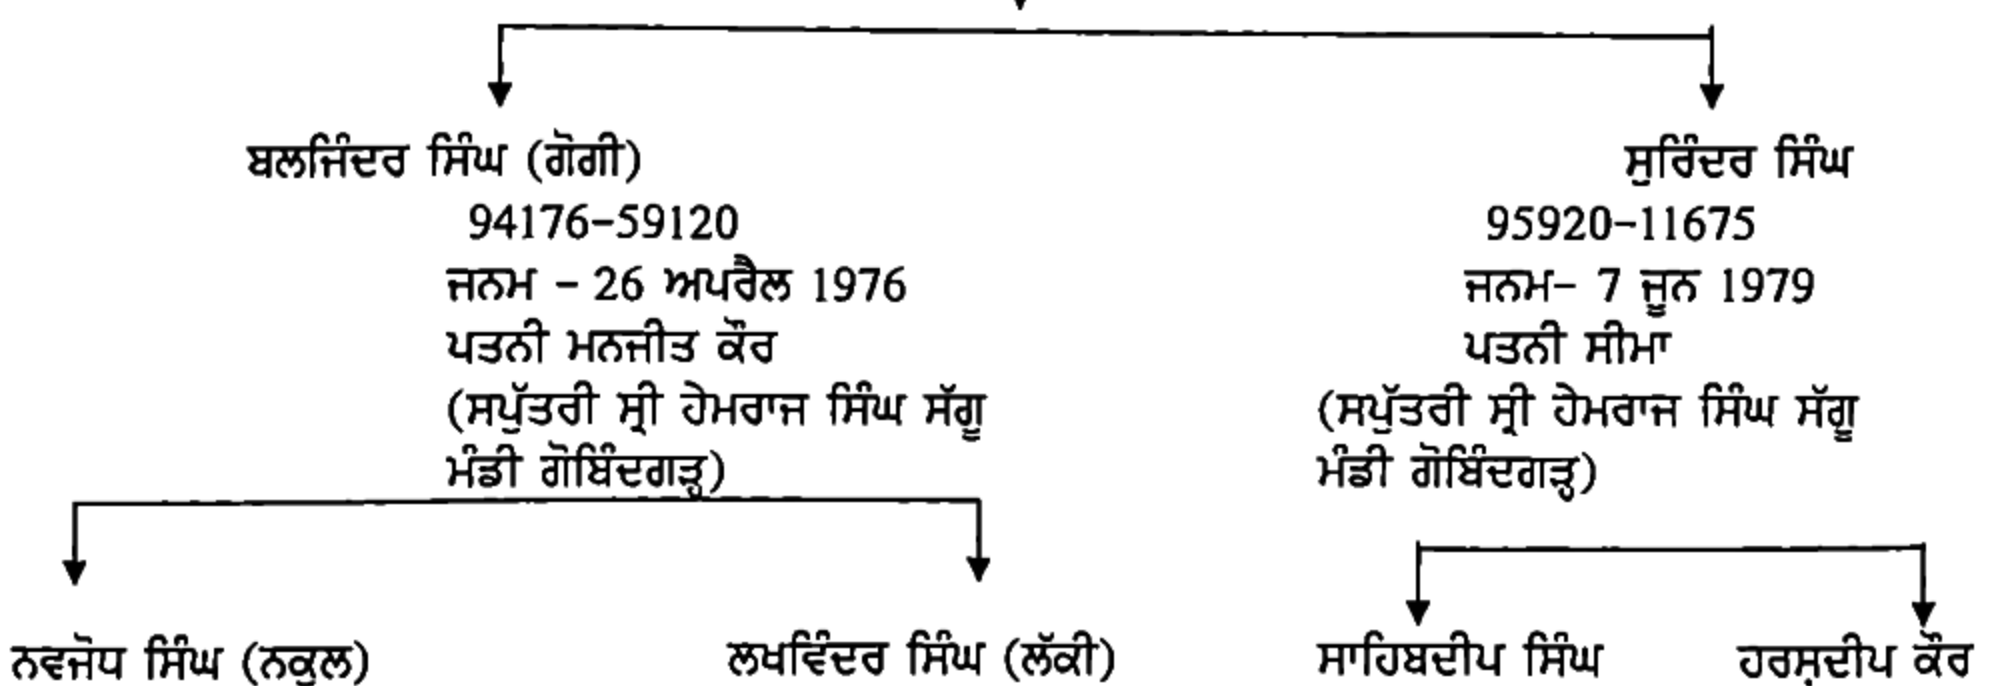 ਬਲਜਿੰਦਰ ਸਿੰਘ (ਗੋਗੀ)
94176-59120
ਜਨਮ - 26 ਅਪਰੈਲ 1976
ਪਤਨੀ ਮਨਜੀਤ ਕੌਰ
(ਸਪੁੱਤਰੀ ਸ੍ਰੀ ਹੇਮਰਾਜ ਸਿੰਘ ਸੱਗੂ
ਮੰਡੀ ਗੋਬਿੰਦਗੜ੍ਹ)
ਸੁਰਿੰਦਰ ਸਿੰਘ
95920-11675
ਜਨਮ- 7 ਜੂਨ 1979
ਪਤਨੀ ਸੀਮਾ
(ਸਪੁੱਤਰੀ ਸ੍ਰੀ ਹੇਮਰਾਜ ਸਿੰਘ ਸੱਗੂ
ਮੰਡੀ ਗੋਬਿੰਦਗੜ੍ਹ)
ਨਵਜੋਧ ਸਿੰਘ (ਨਕੁਲ)
ਲਖਵਿੰਦਰ ਸਿੰਘ (ਲੱਕੀ)
ਸਾਹਿਬਦੀਪ ਸਿੰਘ
ਹਰਸ਼ਦੀਪ ਕੌਰ